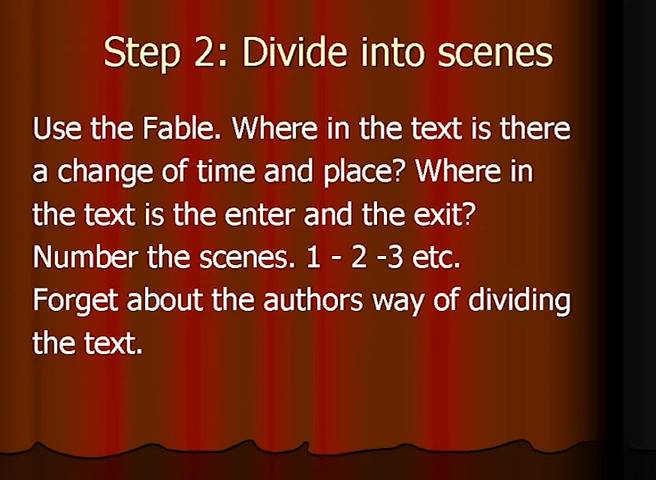 Step 2: Divide into scenes
Use the Fable. Where in the text is there
a change of time and place? Where in
the text is the enter and the exit?
Number the scenes. 1 - 2 -3 etc.
Forget about the authors way of dividing
the text.